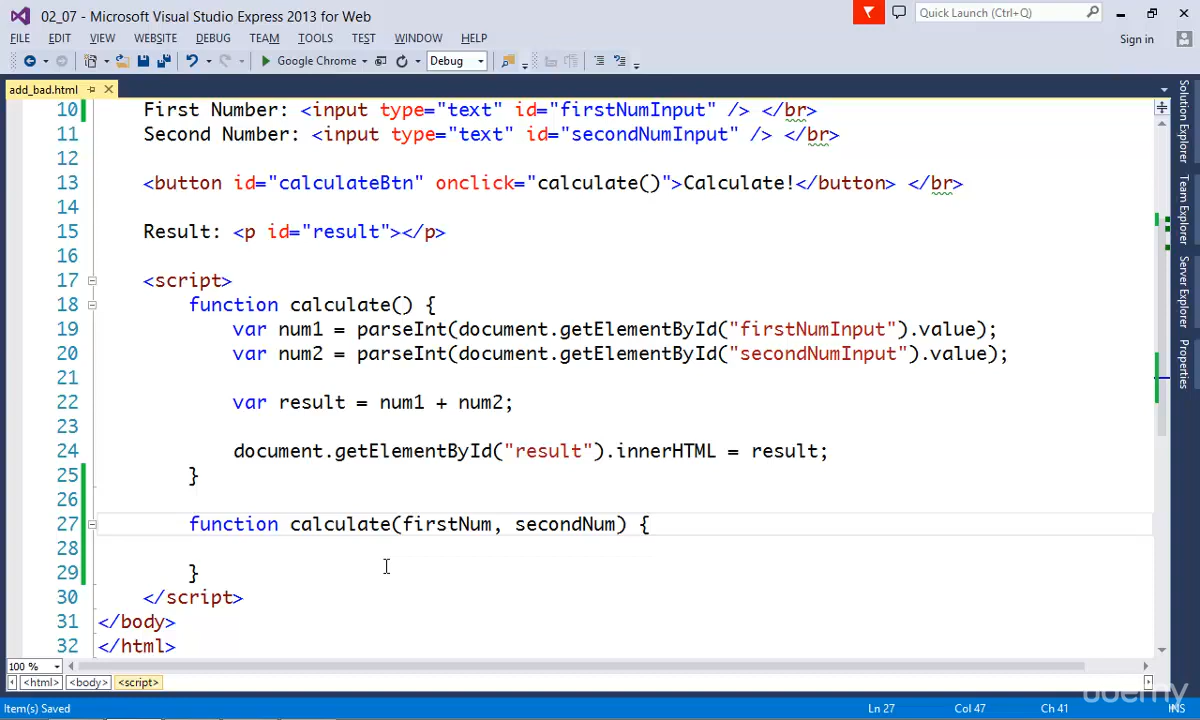 02_07 - Microsoft Visual Studio Express 2013 for Web
Quick Launch (Ctrl+Q)
FILE EDIT VIEW WEBSITE DEBUG TEAM TOOLS TEST WINDOW HELP
Sign in
Google Chrome Debug
add_bad.html
10 First Number: <input type="text" id="firstNumInput" /> </br>
11 Second Number: <input type="text" id="secondNumInput" /> </br>
12
13 <button id="calculateBtn" onclick="calculate()">Calculate!</button> </br>
14
15 Result: <p id="result"></p>
16
17 <script>
18 function calculate() {
19 var num1 = parseInt(document.getElementById("firstNumInput").value);
20 var num2 = parseInt(document.getElementById("secondNumInput").value);
21
22 var result = num1 + num2;
23
24 document.getElementById("result").innerHTML = result;
25 }
26
27 function calculate(firstNum, secondNum) {
28
29 }
30 </script>
31 </body>
32 </html>
Solution Explorer
Team Explorer
Server Explorer
Properties
100 %
<html> <body> <script>
Item(s) Saved Ln 27 Col 47 Ch 41 INS
udemy